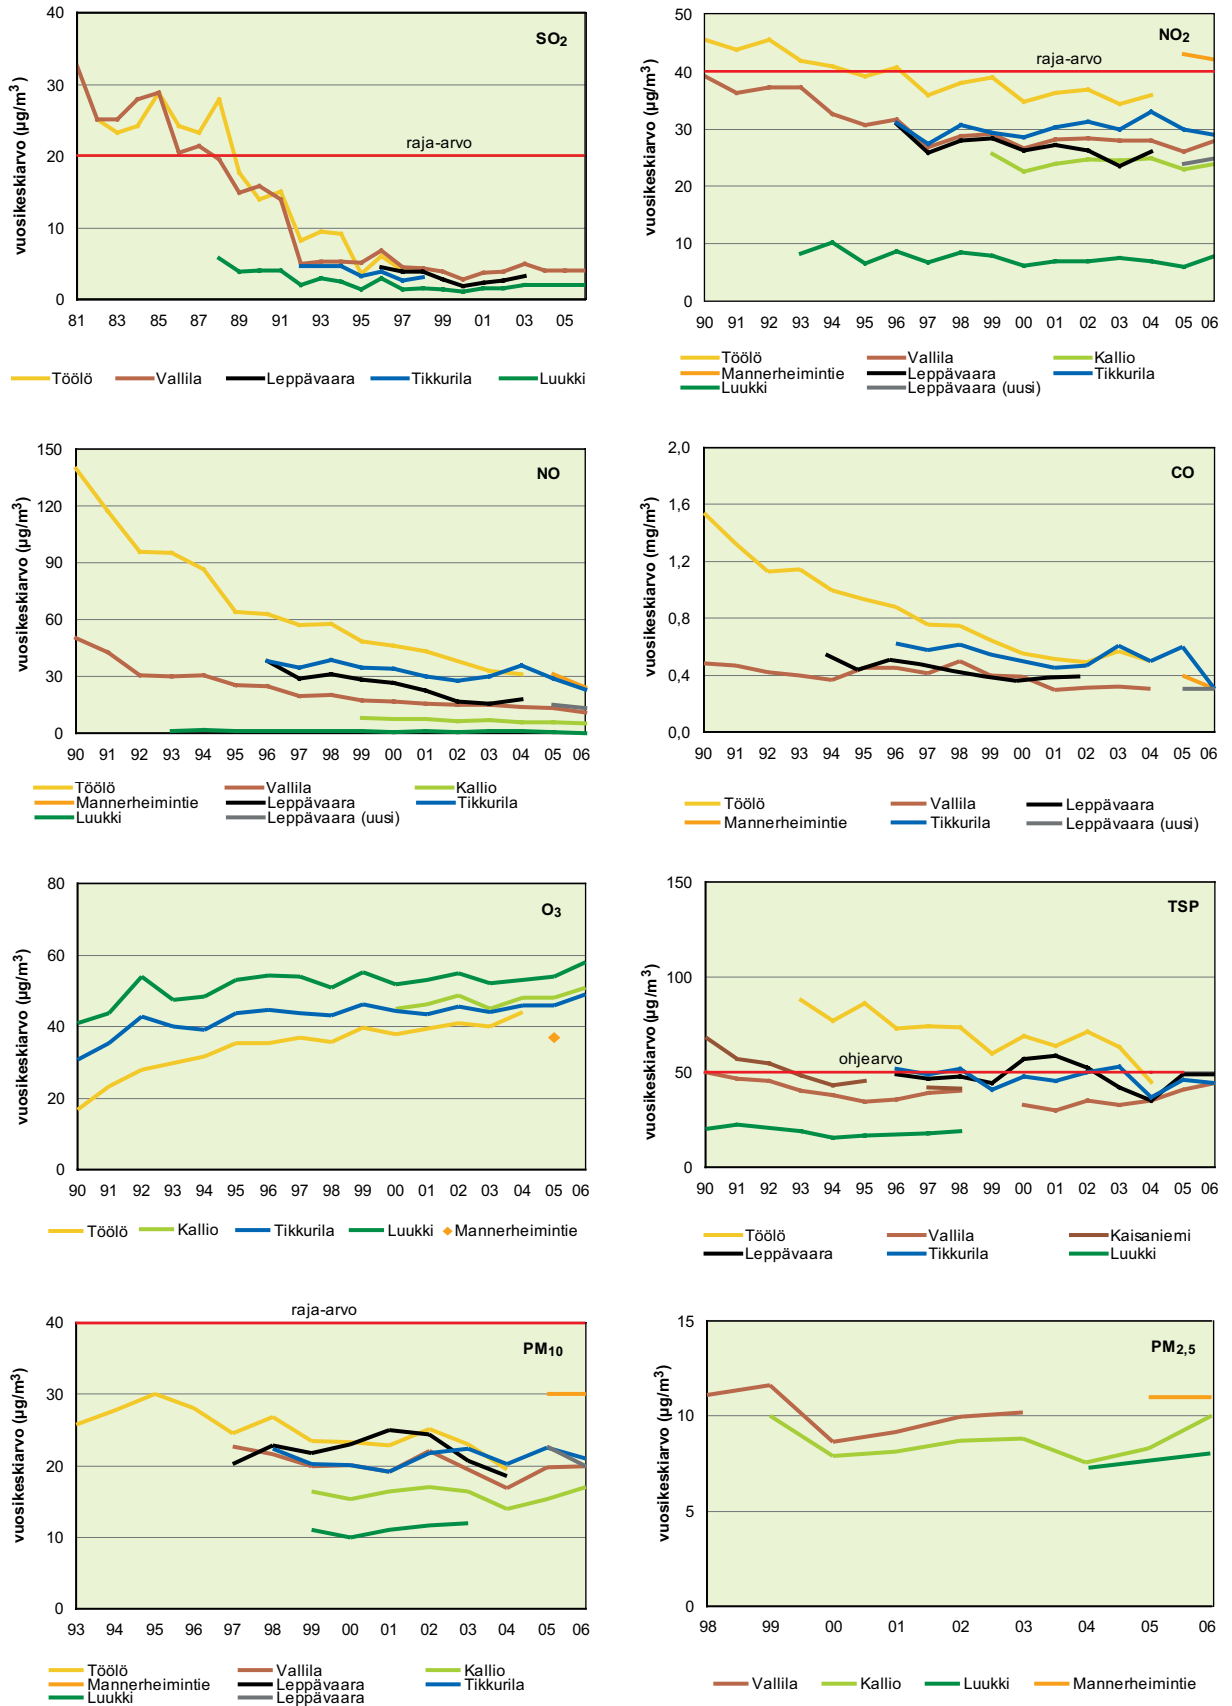 SO2
vuosikeskiarvo (µg/m³)
40
30
20
10
0
raja-arvo
81 83 85 87 89 91 93 95 97 99 01 03 05
Töölö Vallila Leppävaara Tikkurila Luukki
NO2
vuosikeskiarvo (µg/m³)
50
40
30
20
10
0
raja-arvo
90 91 92 93 94 95 96 97 98 99 00 01 02 03 04 05 06
Töölö Vallila Kallio
Mannerheimintie Leppävaara Tikkurila
Luukki Leppävaara (uusi)
NO
vuosikeskiarvo (µg/m³)
150
120
90
60
30
0
90 91 92 93 94 95 96 97 98 99 00 01 02 03 04 05 06
Töölö Vallila Kallio
Mannerheimintie Leppävaara Tikkurila
Luukki Leppävaara (uusi)
CO
vuosikeskiarvo (mg/m³)
2,0
1,6
1,2
0,8
0,4
0,0
90 91 92 93 94 95 96 97 98 99 00 01 02 03 04 05 06
Töölö Vallila Leppävaara
Mannerheimintie Tikkurila Leppävaara (uusi)
O3
vuosikeskiarvo (µg/m³)
80
60
40
20
0
90 91 92 93 94 95 96 97 98 99 00 01 02 03 04 05 06
Töölö Kallio Tikkurila Luukki Mannerheimintie
TSP
vuosikeskiarvo (µg/m³)
150
100
50
0
ohjearvo
90 91 92 93 94 95 96 97 98 99 00 01 02 03 04 05 06
Töölö Vallila Kaisaniemi
Leppävaara Tikkurila Luukki
raja-arvo
PM10
vuosikeskiarvo (µg/m³)
40
30
20
10
0
93 94 95 96 97 98 99 00 01 02 03 04 05 06
Töölö Vallila Kallio
Mannerheimintie Leppävaara Tikkurila
Luukki Leppävaara
PM2,5
vuosikeskiarvo (µg/m³)
15
10
5
0
98 99 00 01 02 03 04 05 06
Vallila Kallio Luukki Mannerheimintie